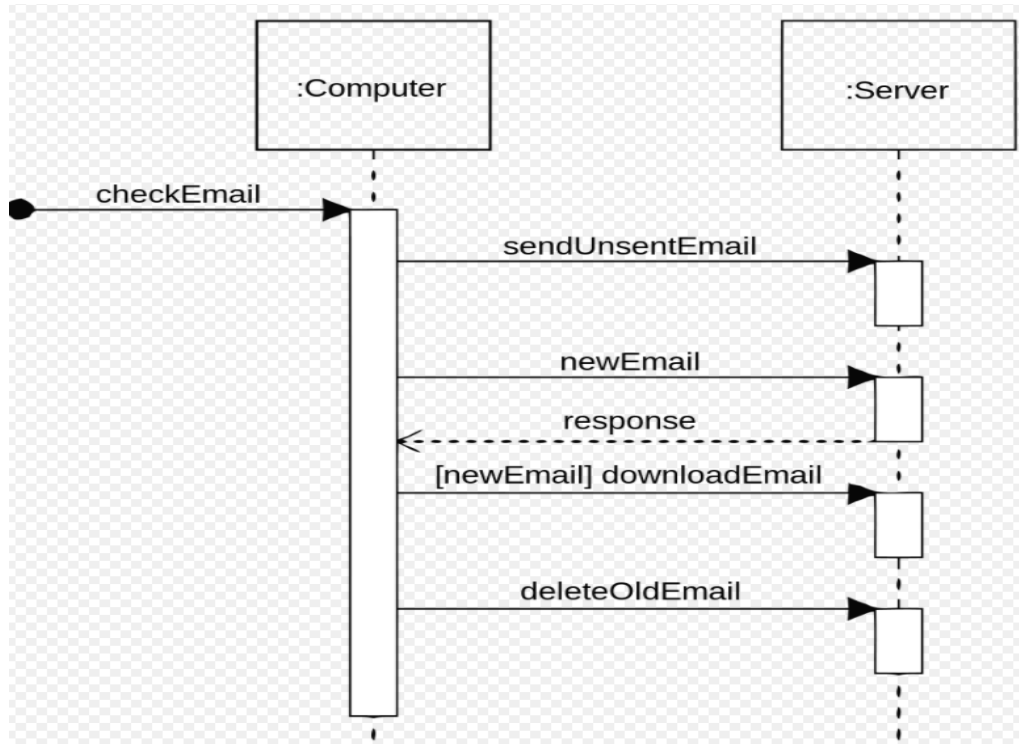 :Computer
:Server
checkEmail
sendUnsentEmail
newEmail
response
[newEmail] downloadEmail
deleteOldEmail